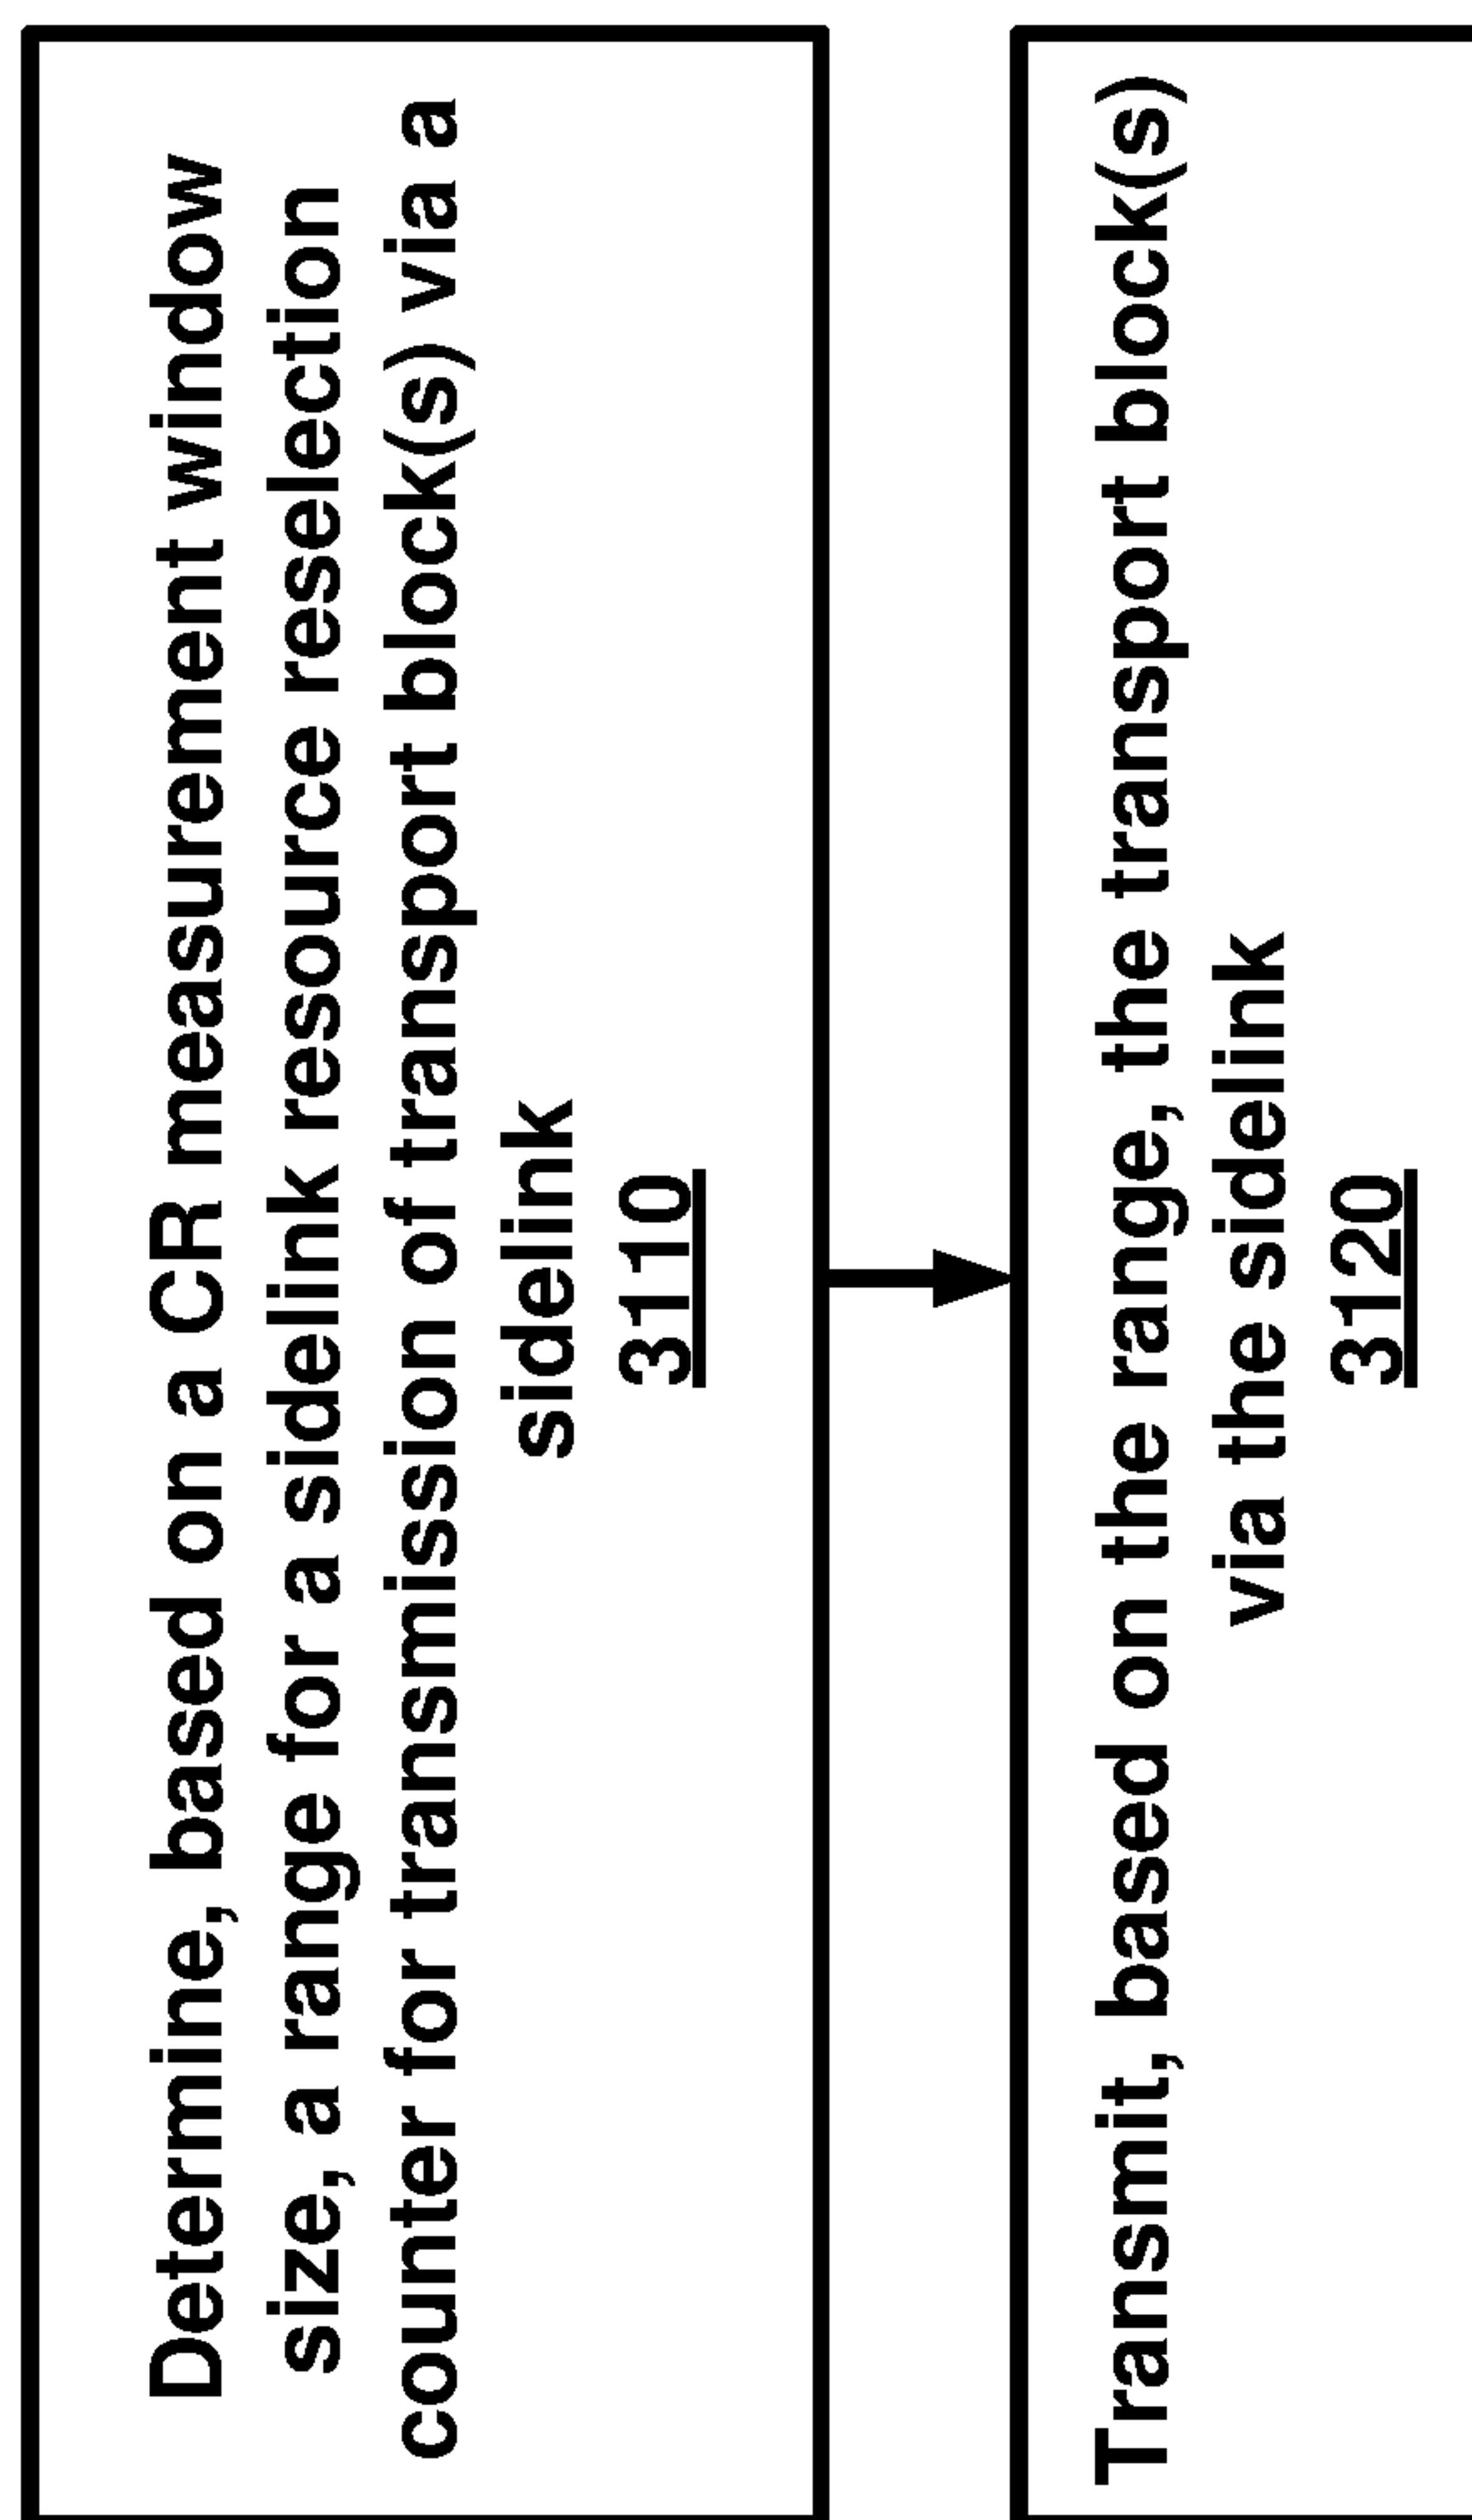 Determine, based on a CR measurement window
size, a range for a sidelink resource reselection
counter for transmission of transport block(s) via a
sidelink
3110
Transmit, based on the range, the transport block(s)
via the sidelink
3120